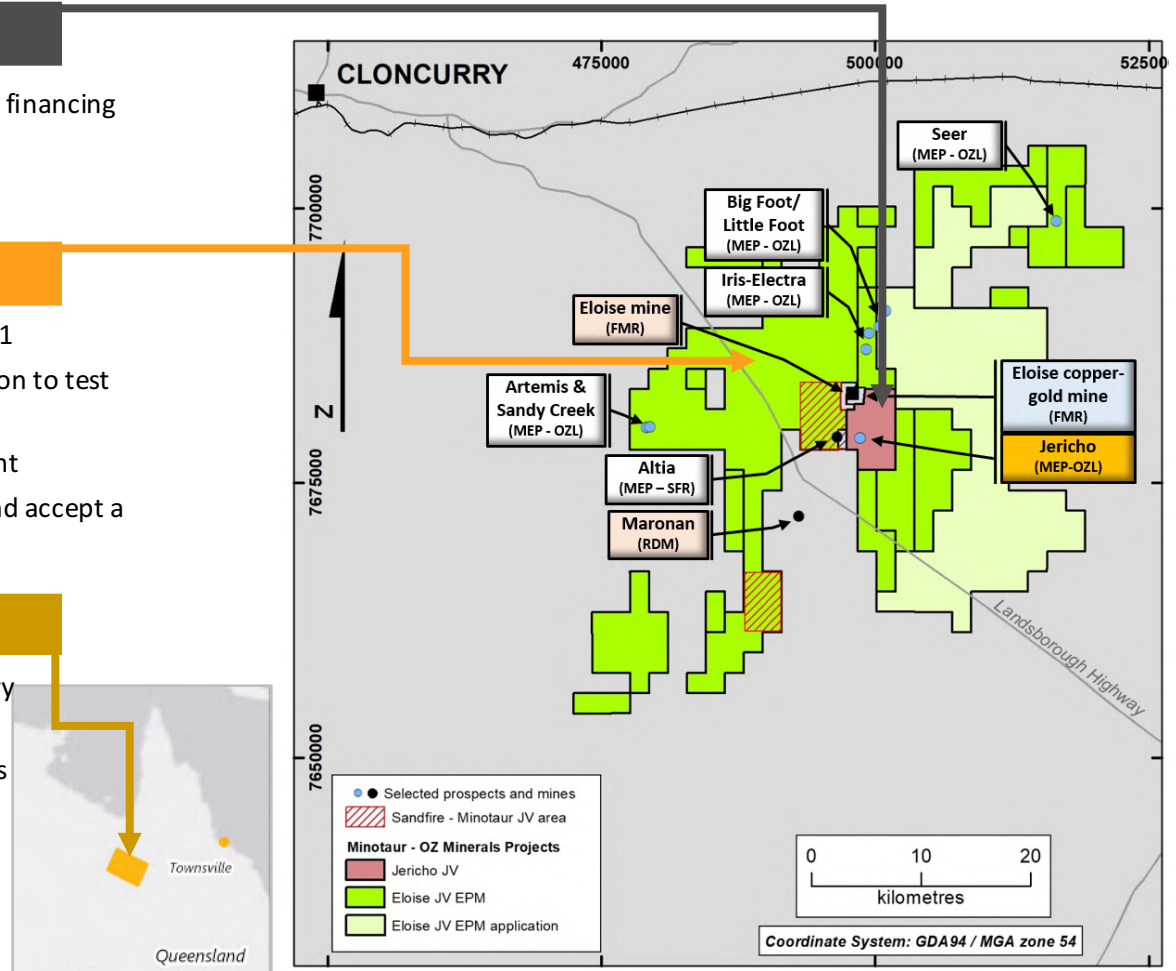 financing
1
on to test
nt
nd accept a
ry
s
CLONCURRY
475000
500000
525000
7700000
7675000
7650000
N
Seer
(MEP - OZL)
Big Foot/
Little Foot
(MEP - OZL)
Iris-Electra
(MEP - OZL)
Eloise mine
(FMR)
Artemis &
Sandy Creek
(MEP - OZL)
Eloise copper-
gold mine
(FMR)
Jericho
(MEP-OZL)
Altia
(MEP – SFR)
Maronan
(RDM)
Landsborough Highway
Selected prospects and mines
Sandfire - Minotaur JV area
Minotaur - OZ Minerals Projects
Jericho JV
Eloise JV EPM
Eloise JV EPM application
0 10 20
kilometres
Coordinate System: GDA94 / MGA zone 54
Townsville
Queensland